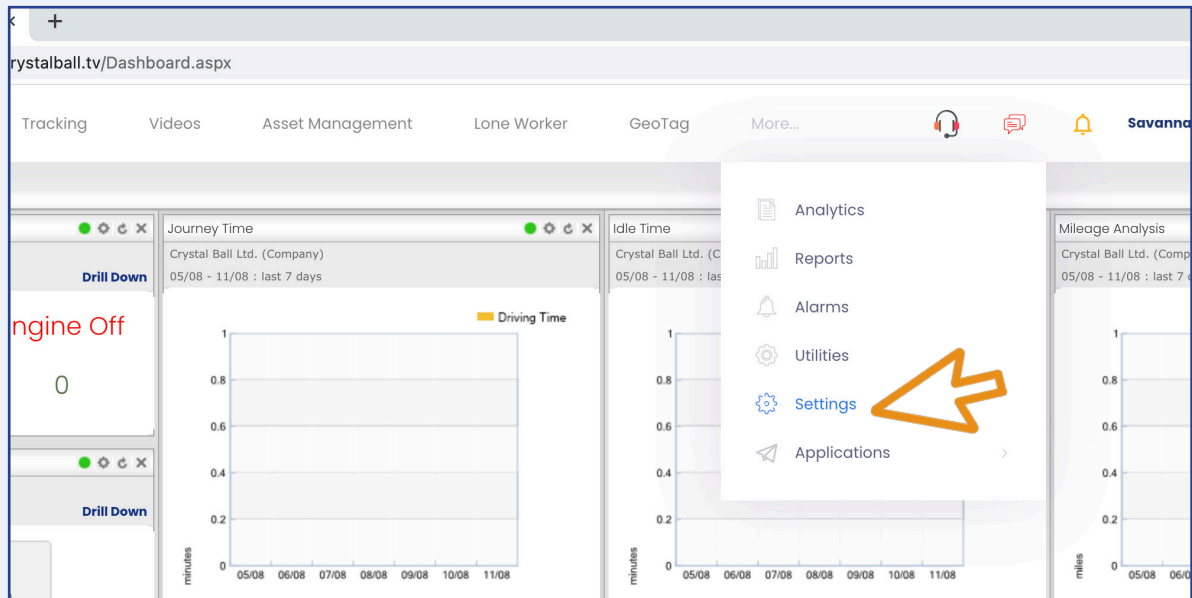 +
rystalball.tv/Dashboard.aspx
Tracking Videos Asset Management Lone Worker GeoTag More... Savanna
Analytics
Reports
Alarms
Utilities
Settings
Applications
Drill Down
ngine Off
0
Drill Down
Journey Time
Crystal Ball Ltd. (Company)
05/08 - 11/08 : last 7 days
Driving Time
1
0.8
0.6
0.4
0.2
0
minutes
05/08 06/08 07/08 08/08 09/08 10/08 11/08
Idle Time
Crystal Ball Ltd. (C
05/08 - 11/08 : las
0.8
0.6
0.4
0.2
0
minutes
05/08 06/08 07/08 08/08 09/08 10/08 11/08
Mileage Analysis
Crystal Ball Ltd. (Comp
05/08 - 11/08 : last 7
1
0.8
0.6
0.4
0.2
0
miles
05/08 06/0